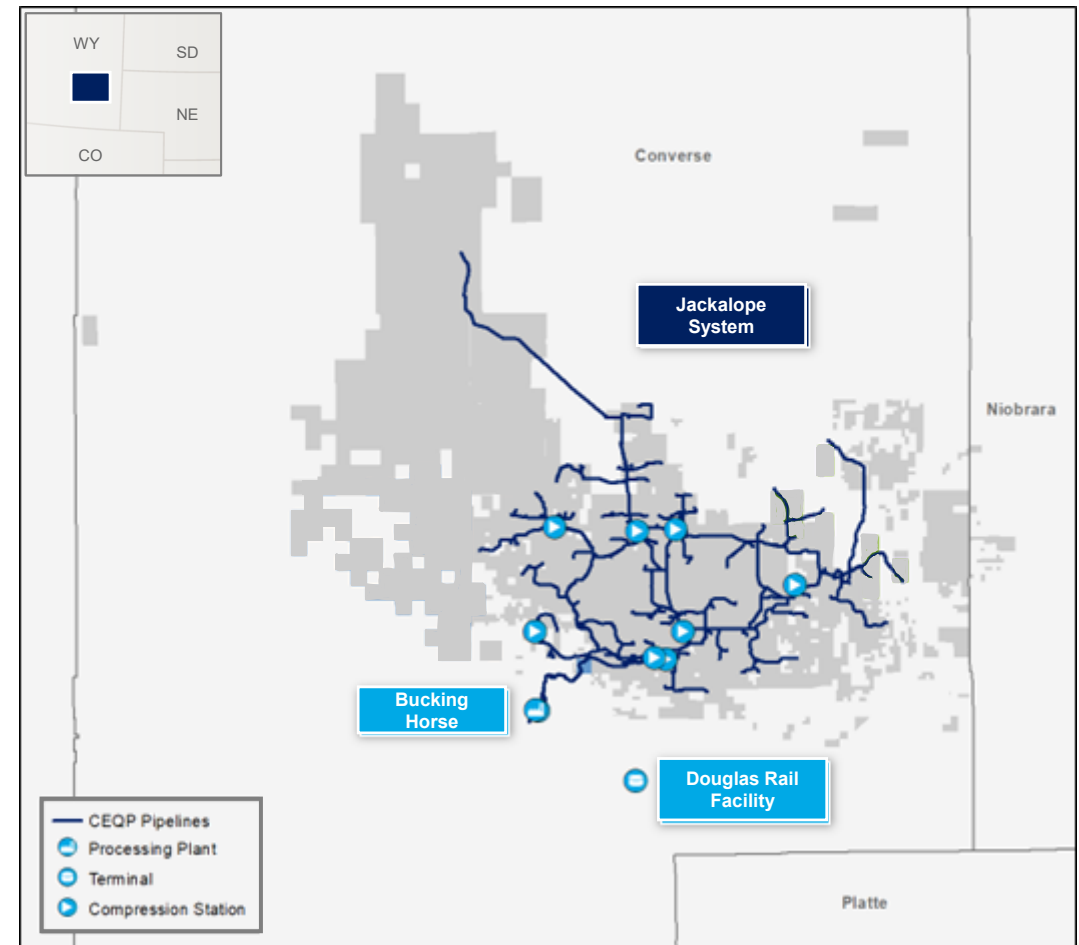 WY
SD
NE
CO
Converse
Jackalope
System
Niobrara
Bucking
Horse
Douglas Rail
Facility
CEQP Pipelines
Processing Plant
Terminal
Compression Station
Platte